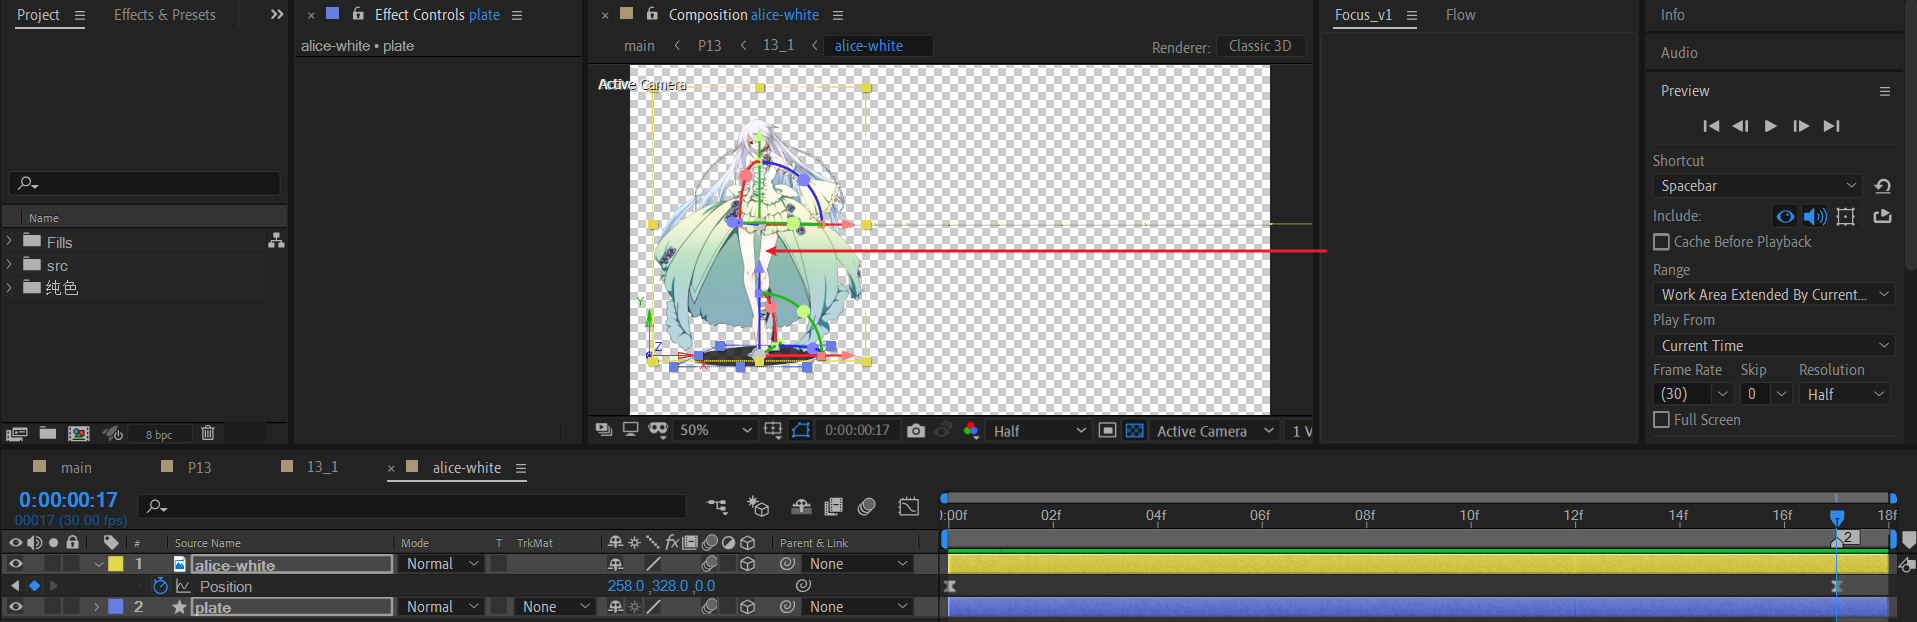 Project
Effect & Presets
Effect Controls plate
alice-white • plate
Composition alice-white
main
P13
13_1
alice-white
Renderer:
Classic 3D
Active Camera
Focus_v1
Flow
Info
Audio
Preview
Shortcut
Spacebar
Include:
Cache Before Playback
Range
Work Area Extended By Current...
Play From
Current Time
Frame Rate
Skip
Resolution
(30)
0
Half
Full Screen
Name
Fills
src
纯色
8 bpc
Y
Z
X
50%
0:00:00:17
Half
Active Camera
1 V
main
P13
13_1
alice-white
0:00:00:17
00017 (30.00 fps)
):00f
02f
04f
06f
08f
10f
12f
14f
16f
18f
2
#
Source Name
Mode
T
TrkMat
fx
Parent & Link
1
alice-white
Normal
None
Position
258.0 ,328.0 ,0.0
2
plate
Normal
None
None